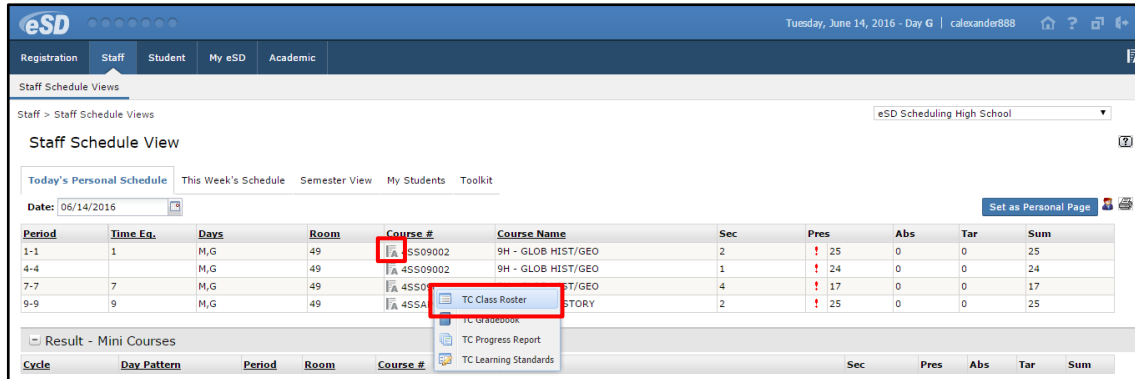 eSD Tuesday, June 14, 2016 - Day G | calexander888 ?
Registration Staff Student My eSD Academic
Staff Schedule Views
Staff > Staff Schedule Views eSD Scheduling High School
Staff Schedule View ?
Today's Personal Schedule This Week's Schedule Semester View My Students Toolkit
Date: 06/14/2016 Set as Personal Page
Period Time Eq. Days Room Course # Course Name Sec Pres Abs Tar Sum
1-1 1 M,G 49 4SS09002 9H - GLOB HIST/GEO 2 ! 25 0 0 25
4-4 M,G 49 4SS09002 9H - GLOB HIST/GEO 1 ! 24 0 0 24
7-7 7 M,G 49 ST/GEO 4 ! 17 0 0 17
9-9 9 M,G 49 STORY 2 ! 25 0 0 25
TC Class Roster
TC Gradebook
TC Progress Report
TC Learning Standards
Result - Mini Courses
Cycle Day Pattern Period Room Course # Sec Pres Abs Tar Sum